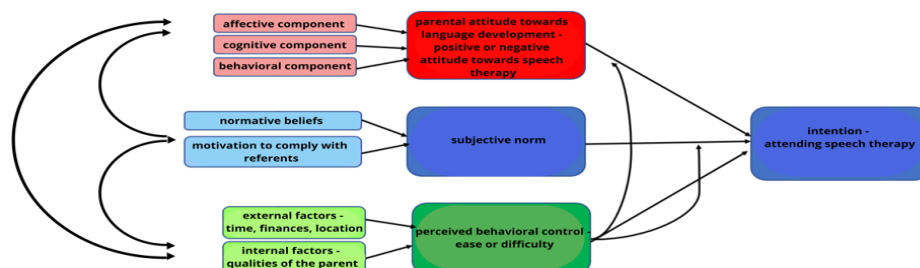 affective component
cognitive component
behavioral component
parental attitude towards
language development -
positive or negative
attitude towards speech
therapy
normative beliefs
motivation to comply with
referents
subjective norm
intention -
attending speech therapy
external factors -
time, finances, location
internal factors -
qualities of the parent
perceived behavioral control -
ease or difficulty